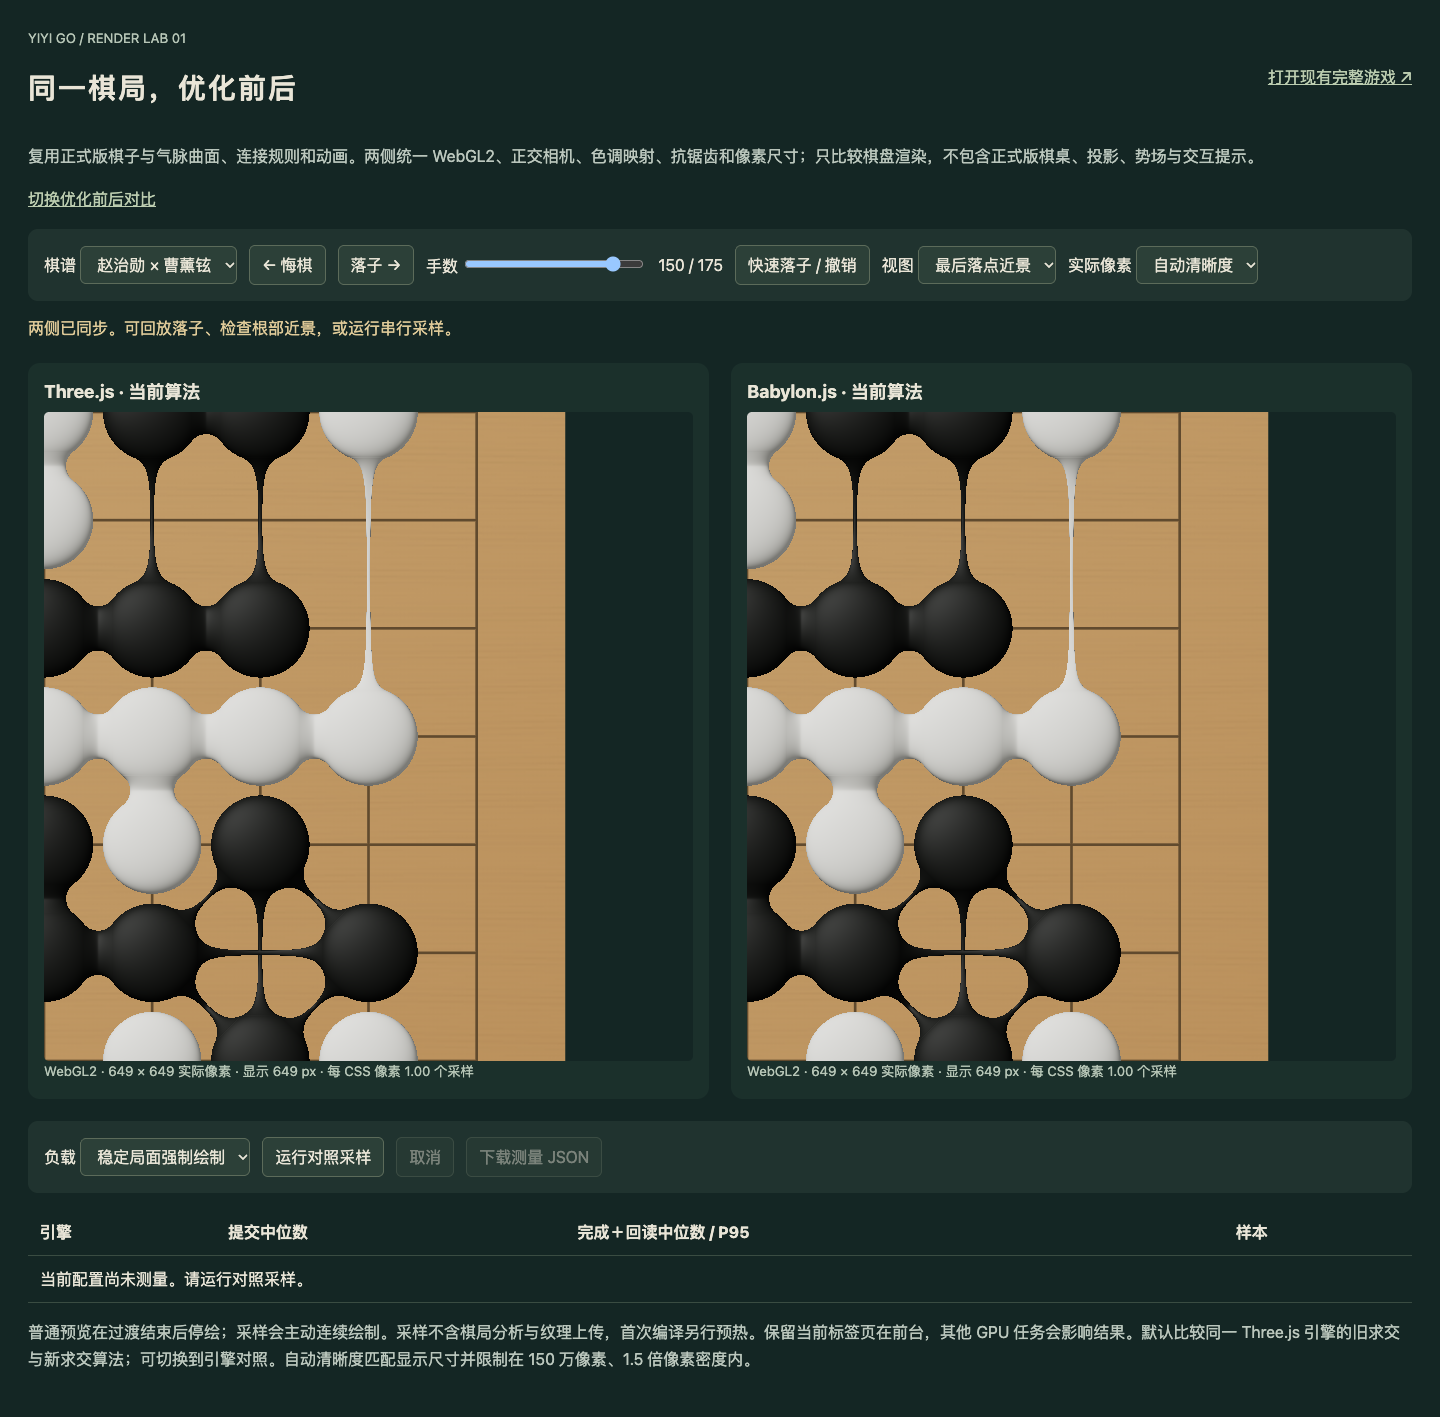 YIYI GO / RENDER LAB 01
同一棋局，优化前后
打开现有完整游戏 ↗
复用正式版棋子与气脉曲面、连接规则和动画。两侧统一 WebGL2、正交相机、色调映射、抗锯齿和像素尺寸；只比较棋盘渲染，不包含正式版棋桌、投影、势场与交互提示。
切换优化前后对比
棋谱 赵治勋 × 曹薰铉 ← 悔棋 落子 → 手数 150 / 175 快速落子 / 撤销 视图 最后落点近景 实际像素 自动清晰度
两侧已同步。可回放落子、检查根部近景，或运行串行采样。
Three.js · 当前算法
WebGL2 · 649 × 649 实际像素 · 显示 649 px · 每 CSS 像素 1.00 个采样
Babylon.js · 当前算法
WebGL2 · 649 × 649 实际像素 · 显示 649 px · 每 CSS 像素 1.00 个采样
负载 稳定局面强制绘制 运行对照采样 取消 下载测量 JSON
引擎 提交中位数 完成＋回读中位数 / P95 样本
当前配置尚未测量。请运行对照采样。
普通预览在过渡结束后停绘；采样会主动连续绘制。采样不含棋局分析与纹理上传，首次编译另行预热。保留当前标签页在前台，其他 GPU 任务会影响结果。默认比较同一 Three.js 引擎的旧求交
与新求交算法；可切换到引擎对照。自动清晰度匹配显示尺寸并限制在 150 万像素、1.5 倍像素密度内。